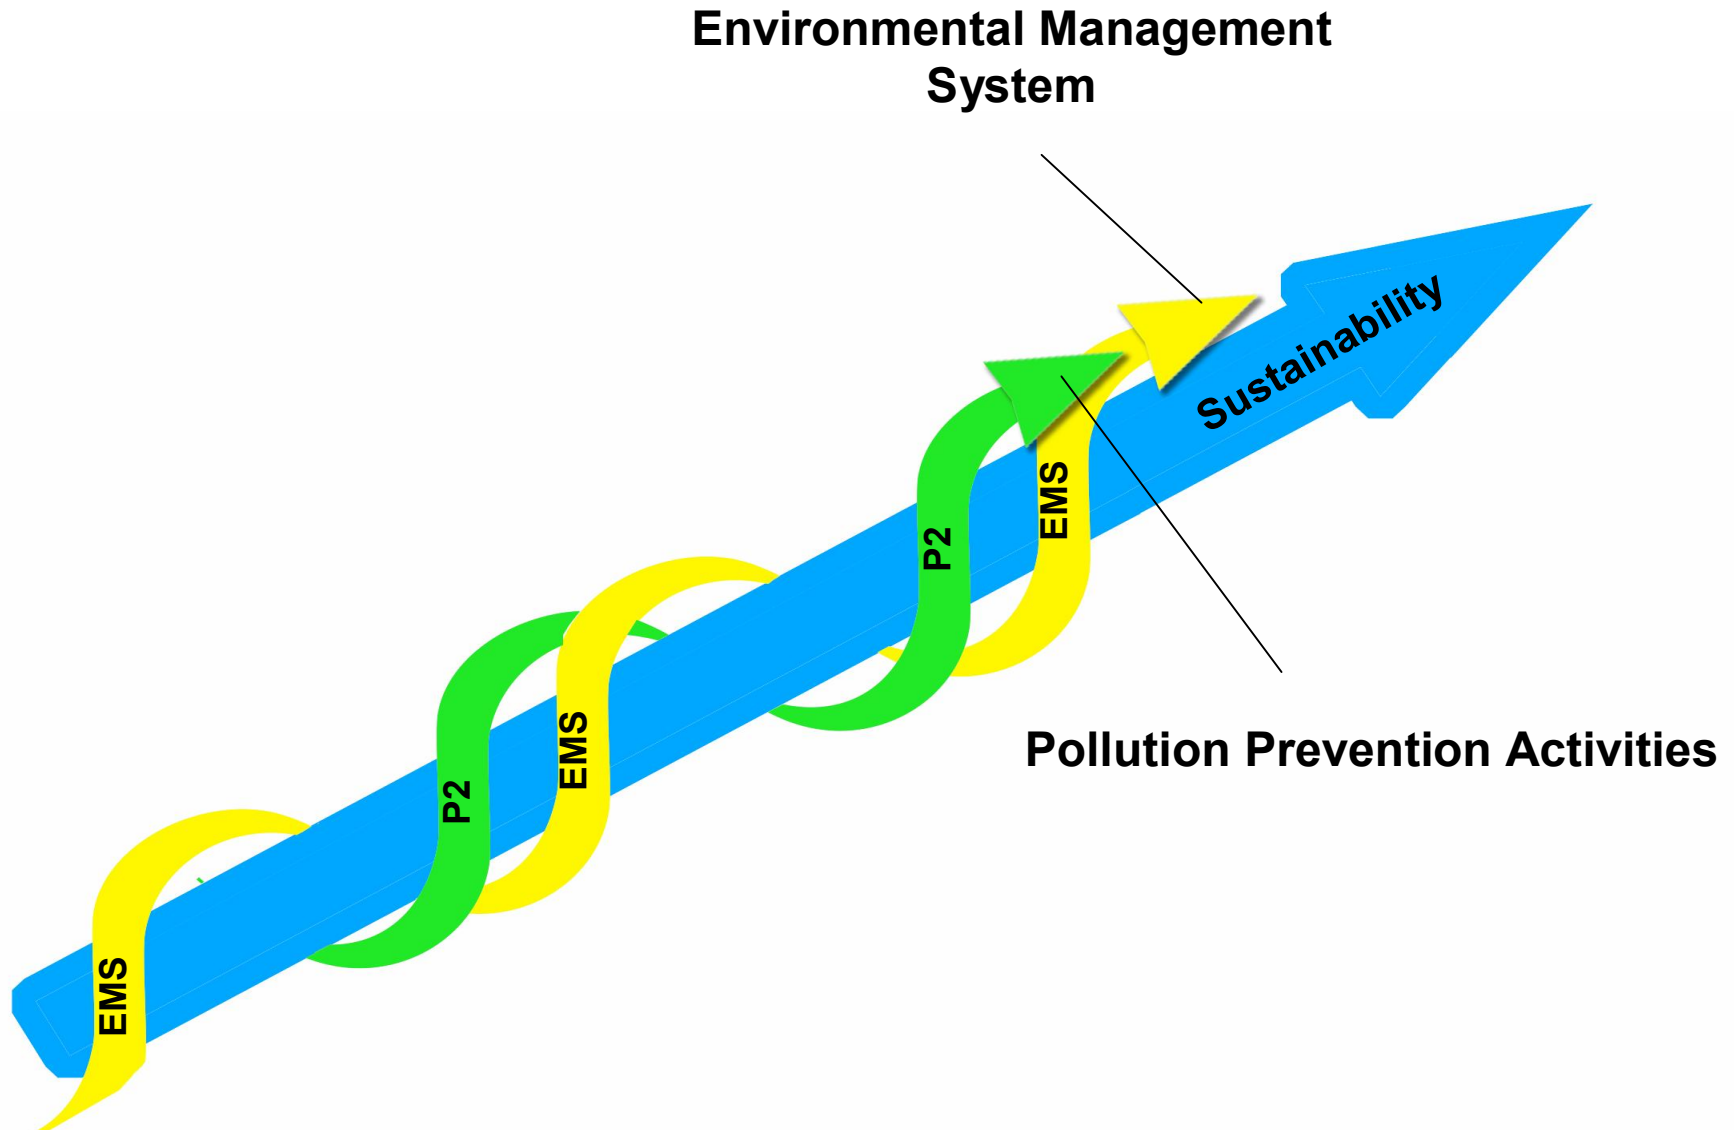 Environmental Management
System
Sustainability
EMS
P2
EMS
P2
Pollution Prevention Activities
EMS